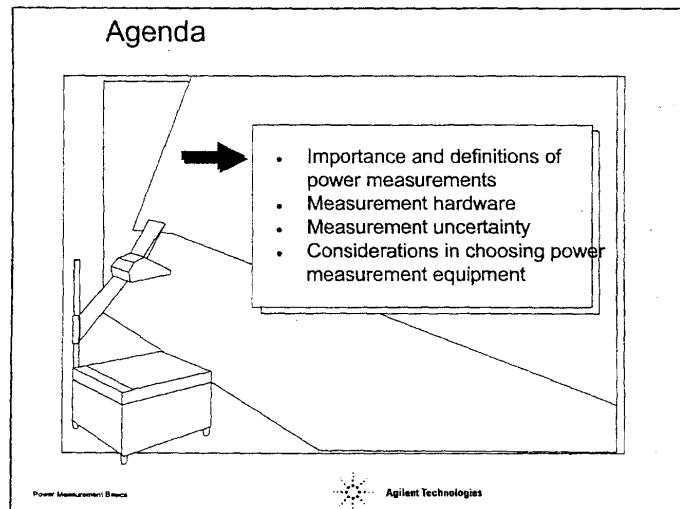 Agenda
• Importance and definitions of
power measurements
• Measurement hardware
• Measurement uncertainty
• Considerations in choosing power
measurement equipment
Power Measurement Basics
Agilent Technologies